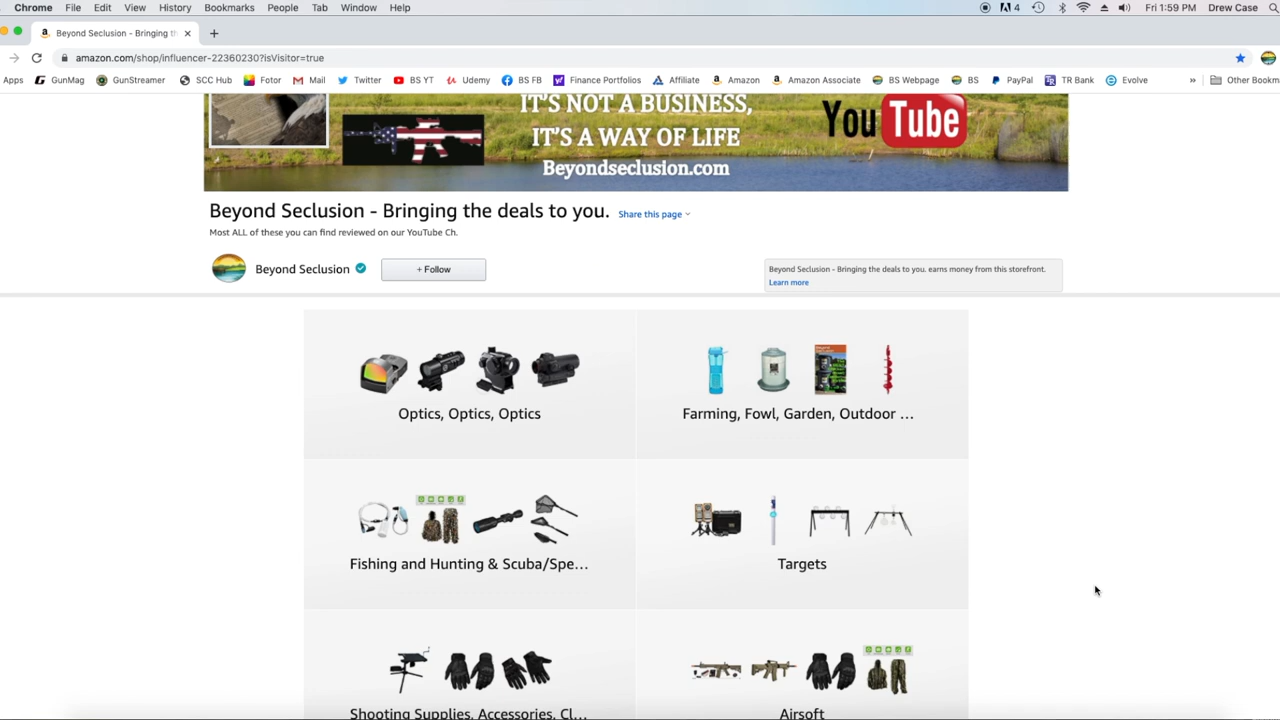 Chrome File Edit View History Bookmarks People Tab Window Help 4 Fri 1:59 PM Drew Case
Beyond Seclusion - Bringing th
amazon.com/shop/influencer-22360230?isVisitor=true
Apps GunMag GunStreamer SCC Hub Fotor Mail Twitter BS YT Udemy BS FB Finance Portfolios Affiliate Amazon Amazon Associate BS Webpage BS PayPal TR Bank Evolve » Other Bookm
IT'S NOT A BUSINESS,
IT'S A WAY OF LIFE
Beyondseclusion.com
You Tube
Beyond Seclusion - Bringing the deals to you. Share this page
Most ALL of these you can find reviewed on our YouTube Ch.
Beyond Seclusion + Follow
Beyond Seclusion - Bringing the deals to you. earns money from this storefront.
Learn more
Optics, Optics, Optics
Farming, Fowl, Garden, Outdoor ...
Fishing and Hunting & Scuba/Spe...
Targets
Shooting Supplies, Accessories, Cl...
Airsoft